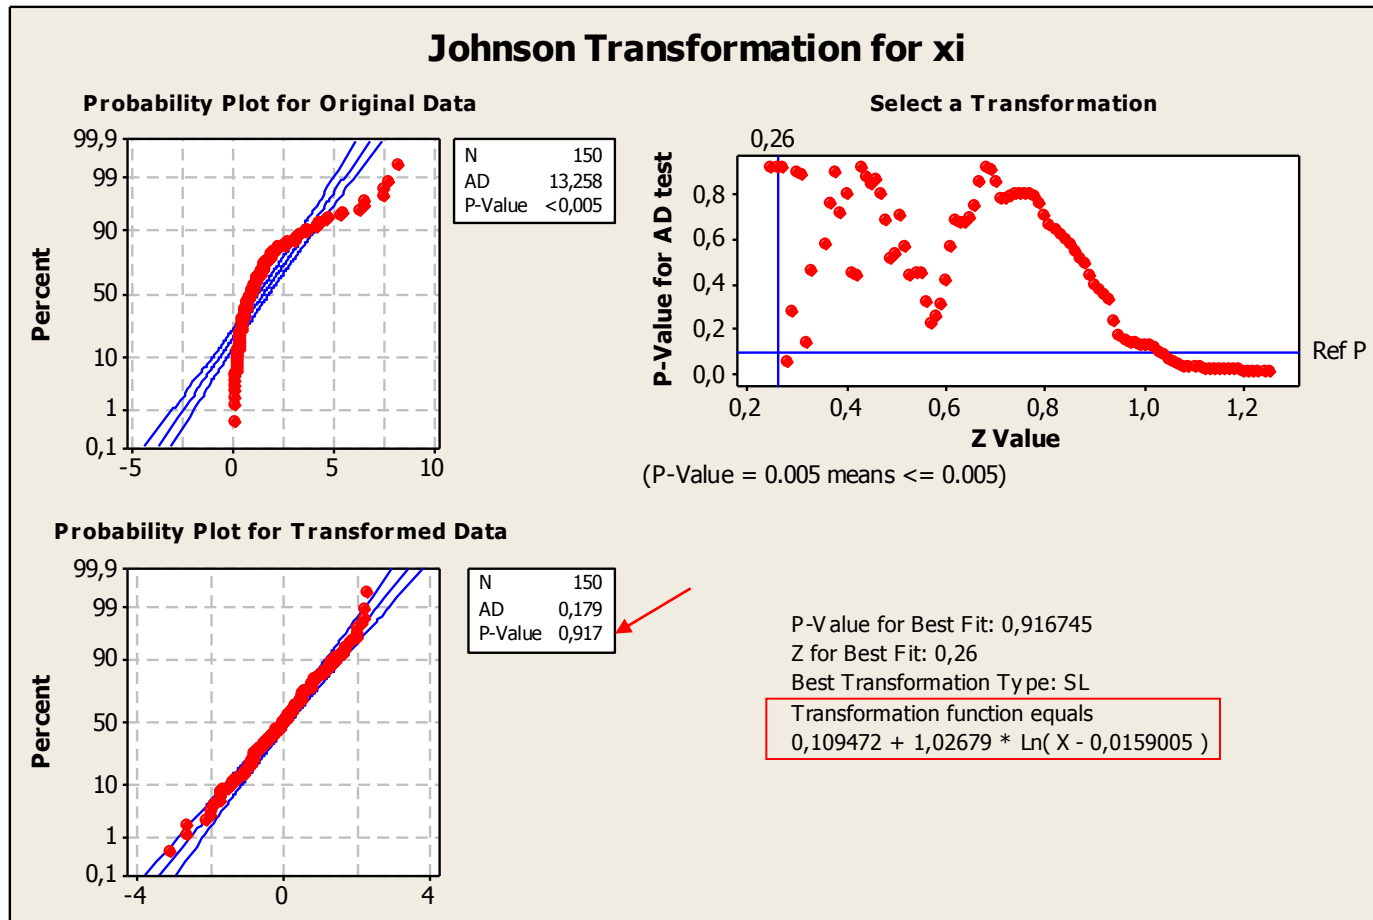 Johnson Transformation for xi
Probability Plot for Original Data
99,9
99
90
50
10
1
0,1
Percent
-5
0
5
10
N 150
AD 13,258
P-Value <0,005
Select a Transformation
0,26
P-Value for AD test
0,8
0,6
0,4
0,2
0,0
Ref P
0,2
0,4
0,6
0,8
1,0
1,2
Z Value
(P-Value = 0.005 means <= 0.005)
Probability Plot for Transformed Data
99,9
99
90
50
10
1
0,1
Percent
-4
0
4
N 150
AD 0,179
P-Value 0,917
P-Value for Best Fit: 0,916745
Z for Best Fit: 0,26
Best Transformation Type: SL
Transformation function equals
0,109472 + 1,02679 * Ln( X - 0,0159005 )